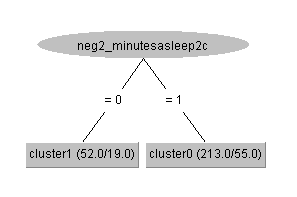 neg2_minutesasleep2c
= 0 = 1
cluster1 (52.0/19.0) cluster0 (213.0/55.0)